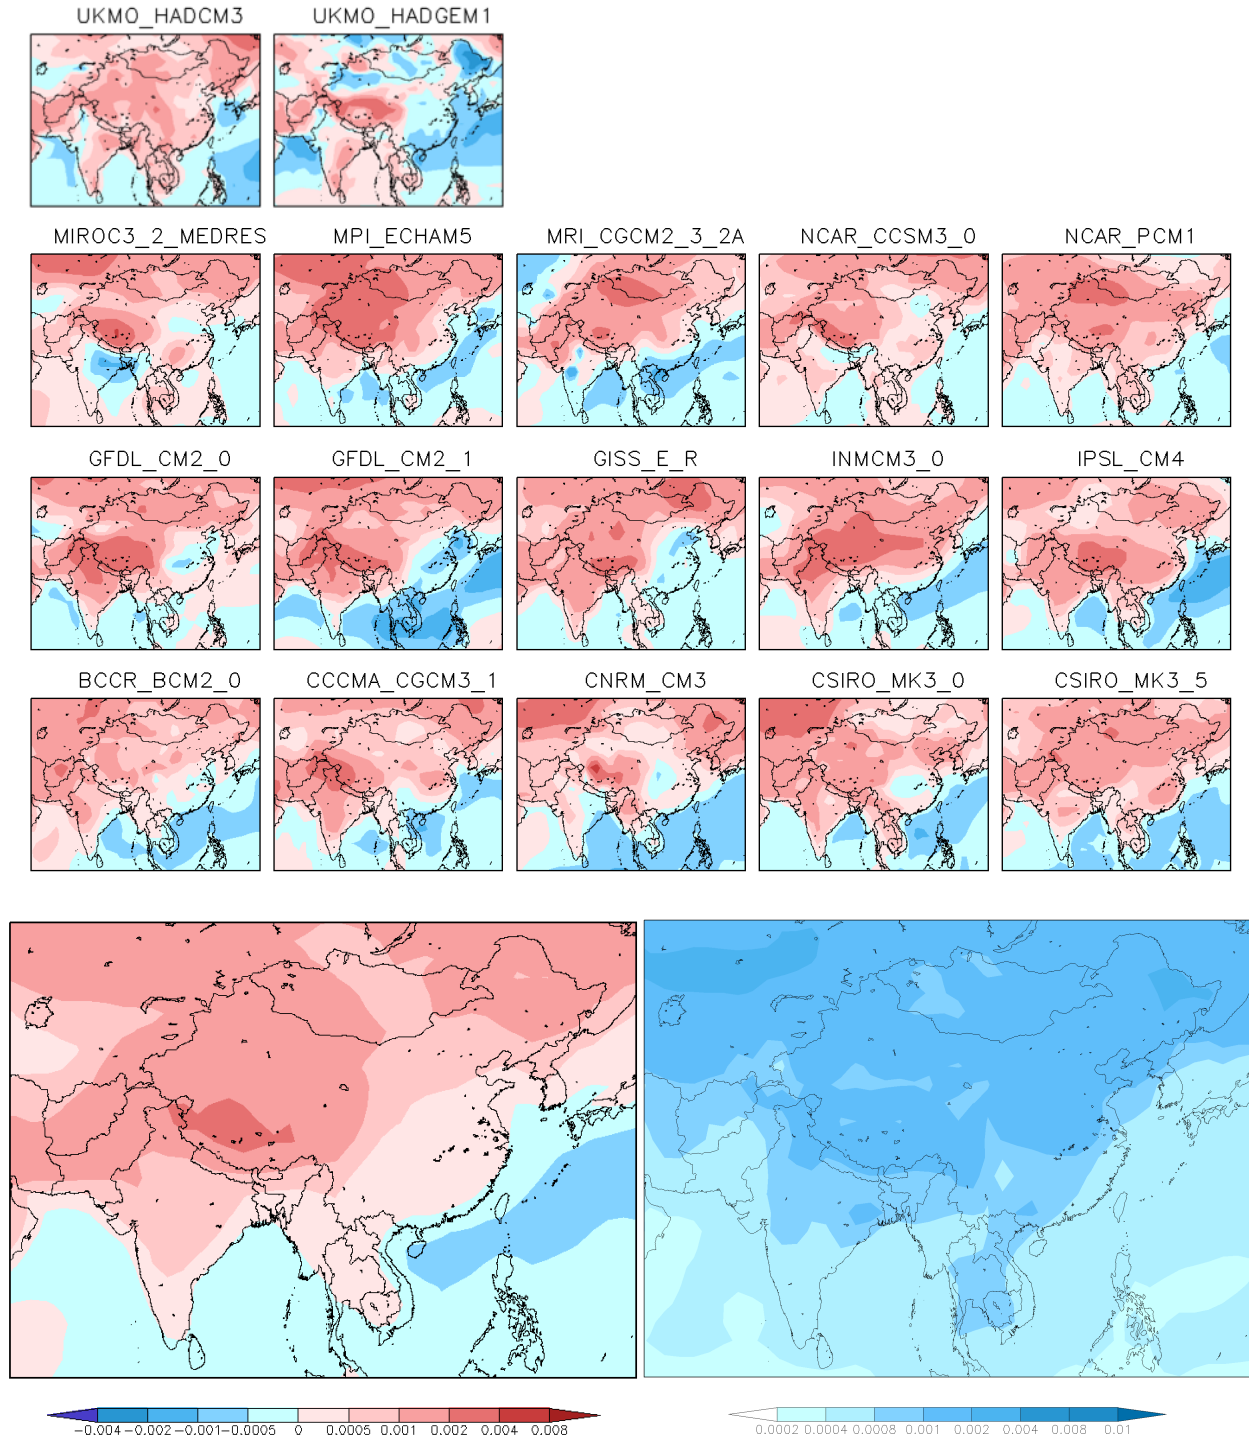 UKMO_HADCM3 UKMO_HADGEM1
MIROC3_2_MEDRES MPI_ECHAM5 MRI_CGCM2_3_2A NCAR_CCSM3_0 NCAR_PCM1
GFDL_CM2_0 GFDL_CM2_1 GISS_E_R INMCM3_0 IPSL_CM4
BCCR_BCM2_0 CCCMA_CGCM3_1 CNRM_CM3 CSIRO_MK3_0 CSIRO_MK3_5
-0.004 -0.002 -0.001 -0.0005 0 0.0005 0.001 0.002 0.004 0.008
0.0002 0.0004 0.0008 0.001 0.002 0.004 0.008 0.01